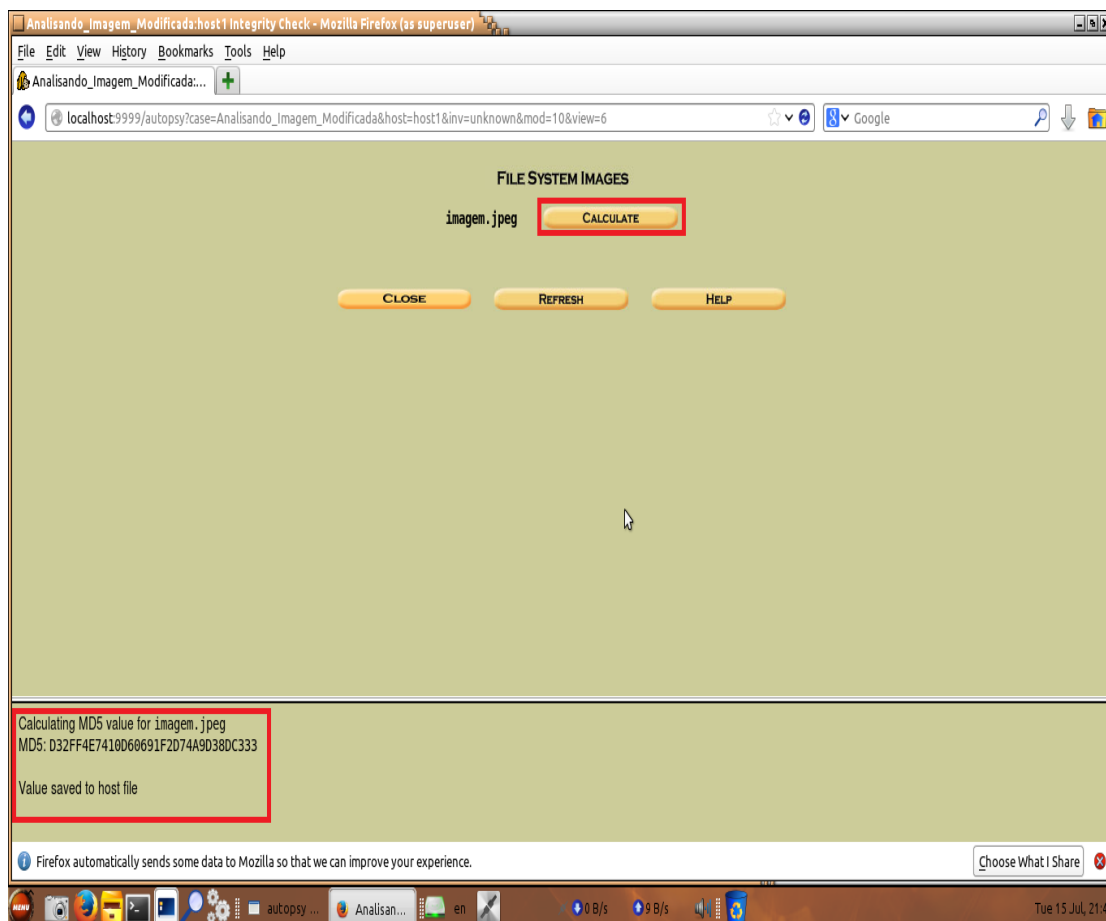 Analisando_Imagem_Modificada:host1 Integrity Check - Mozilla Firefox (as superuser)
File Edit View History Bookmarks Tools Help
Analisando_Imagem_Modificada:...
localhost:9999/autopsy?case=Analisando_Imagem_Modificada&host=host1&inv=unknown&mod=10&view=6
Google
FILE SYSTEM IMAGES
imagem.jpeg CALCULATE
CLOSE REFRESH HELP
Calculating MD5 value for imagem.jpeg
MD5: D32FF4E7410D60691F2D74A9D38DC333
Value saved to host file
Firefox automatically sends some data to Mozilla so that we can improve your experience.
Choose What I Share
MENU autopsy ... Analisan... en 0 B/s 9 B/s Tue 15 Jul, 21:4